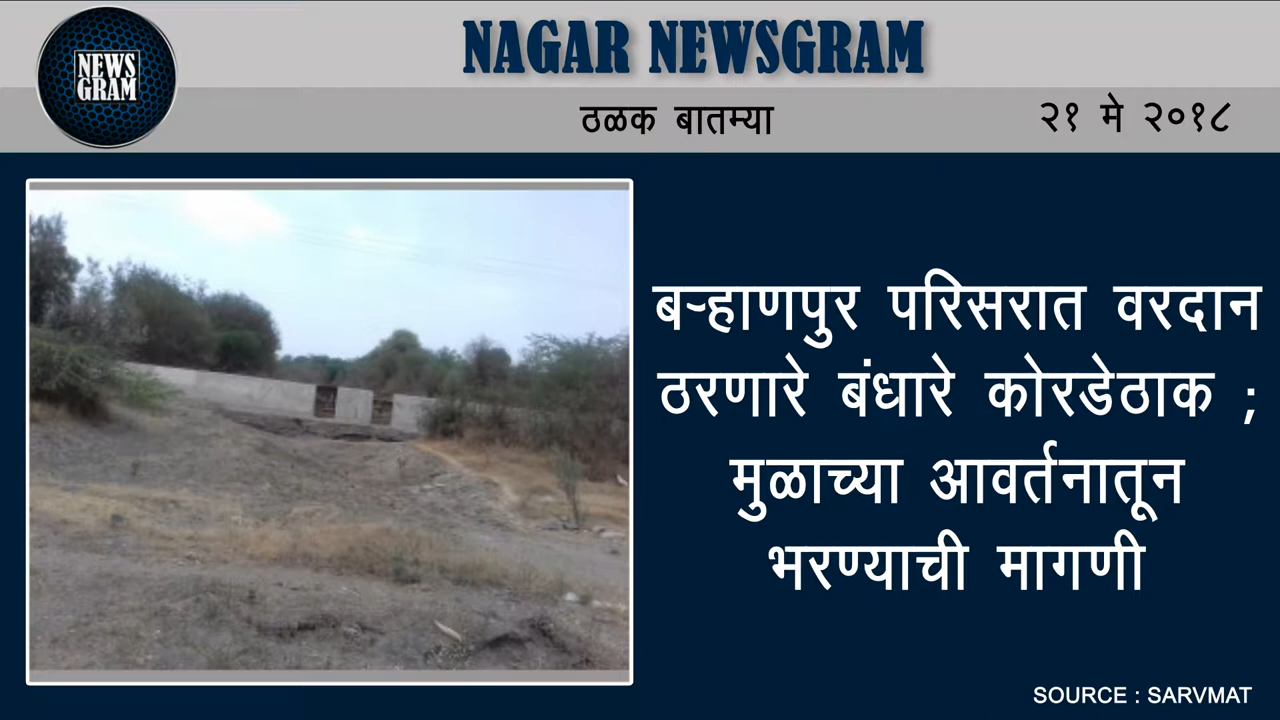 NEWS
GRAM
NAGAR NEWSGRAM
ठळक बातम्या
२१ मे २०१८
बऱ्हाणपुर परिसरात वरदान
ठरणारे बंधारे कोरडेठाक ;
मुळाच्या आवर्तनातून
भरण्याची मागणी
SOURCE : SARVMAT